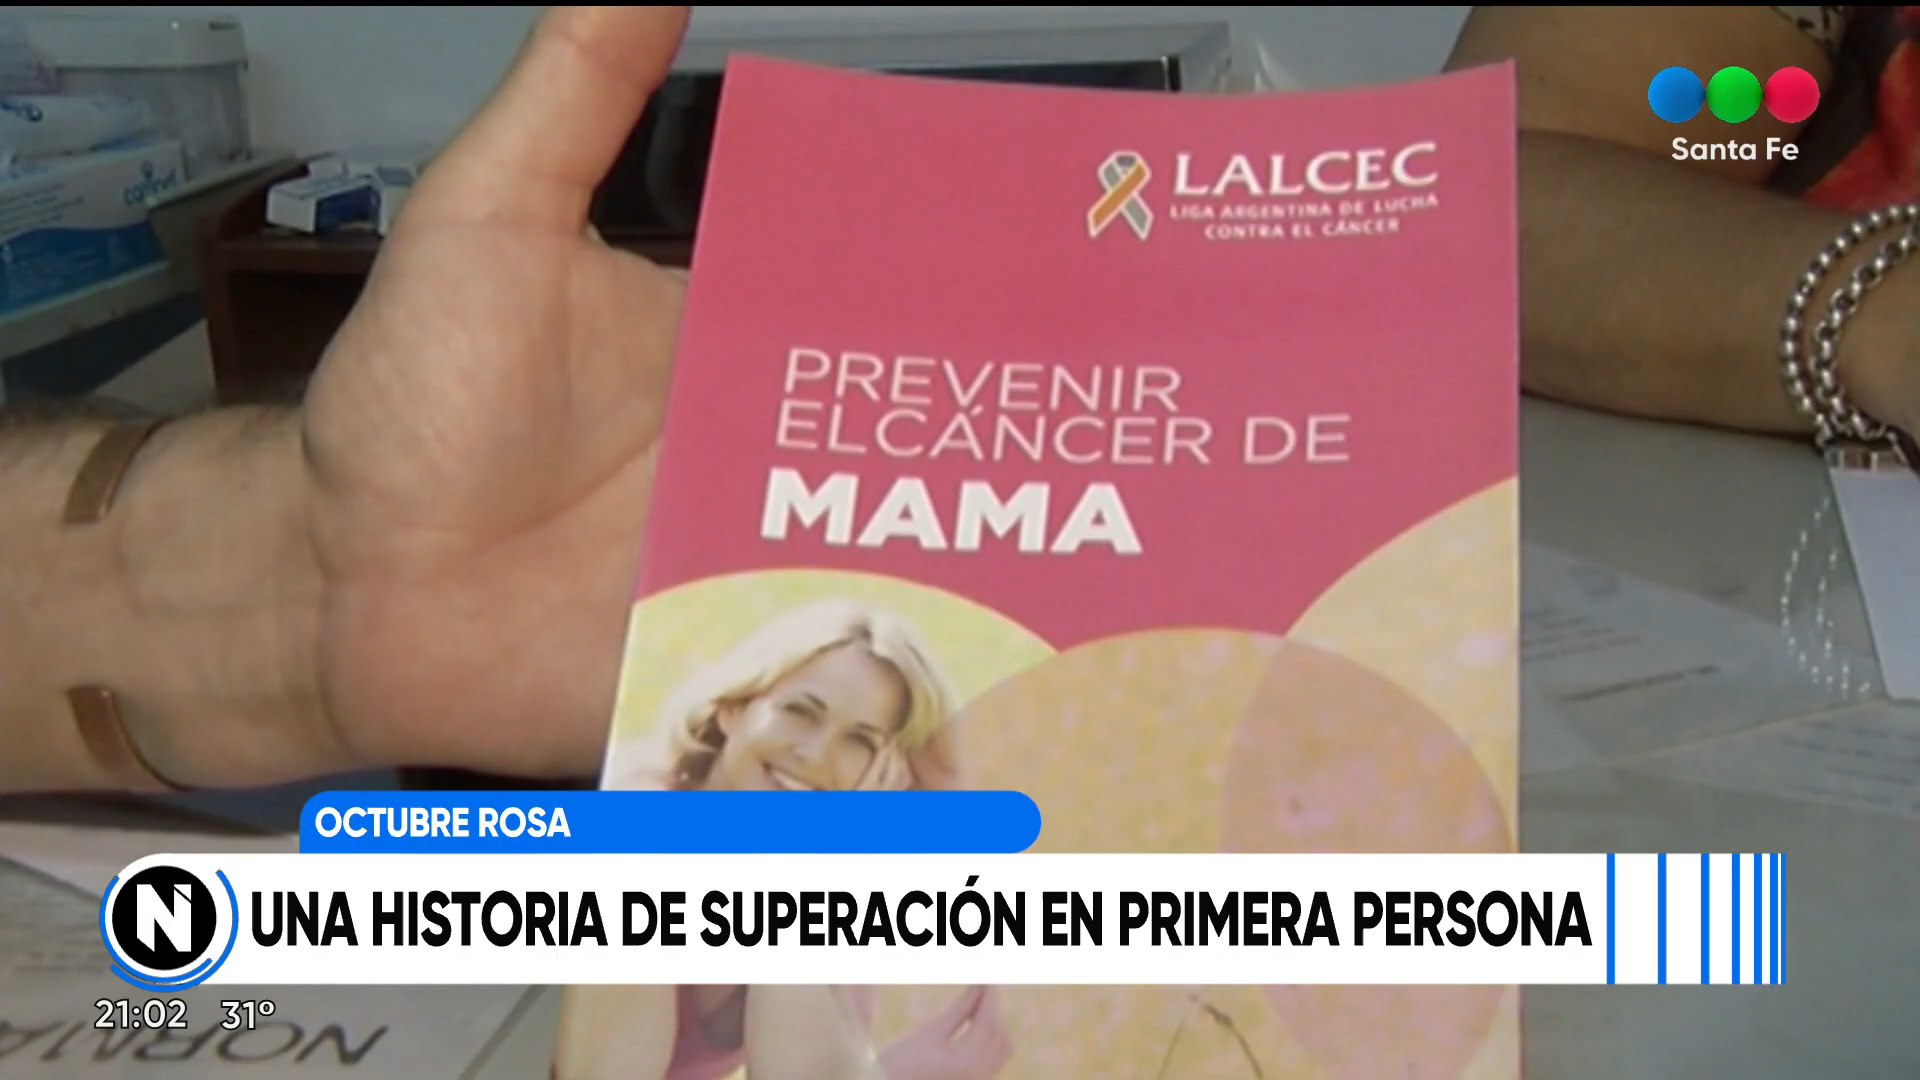 Santa Fe
LALCEC
LIGA ARGENTINA DE LUCHA
CONTRA EL CÁNCER
PREVENIR
ELCÁNCER DE
MAMA
OCTUBRE ROSA
N
UNA HISTORIA DE SUPERACIÓN EN PRIMERA PERSONA
21:02 31°
NORMA